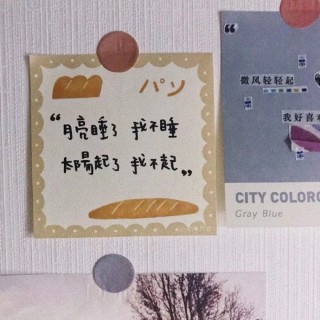 パン
“月亮睡了 我不睡
太陽起了 我不起”
“
微风轻轻起
我好喜
CITY COLOR
Gray Blue